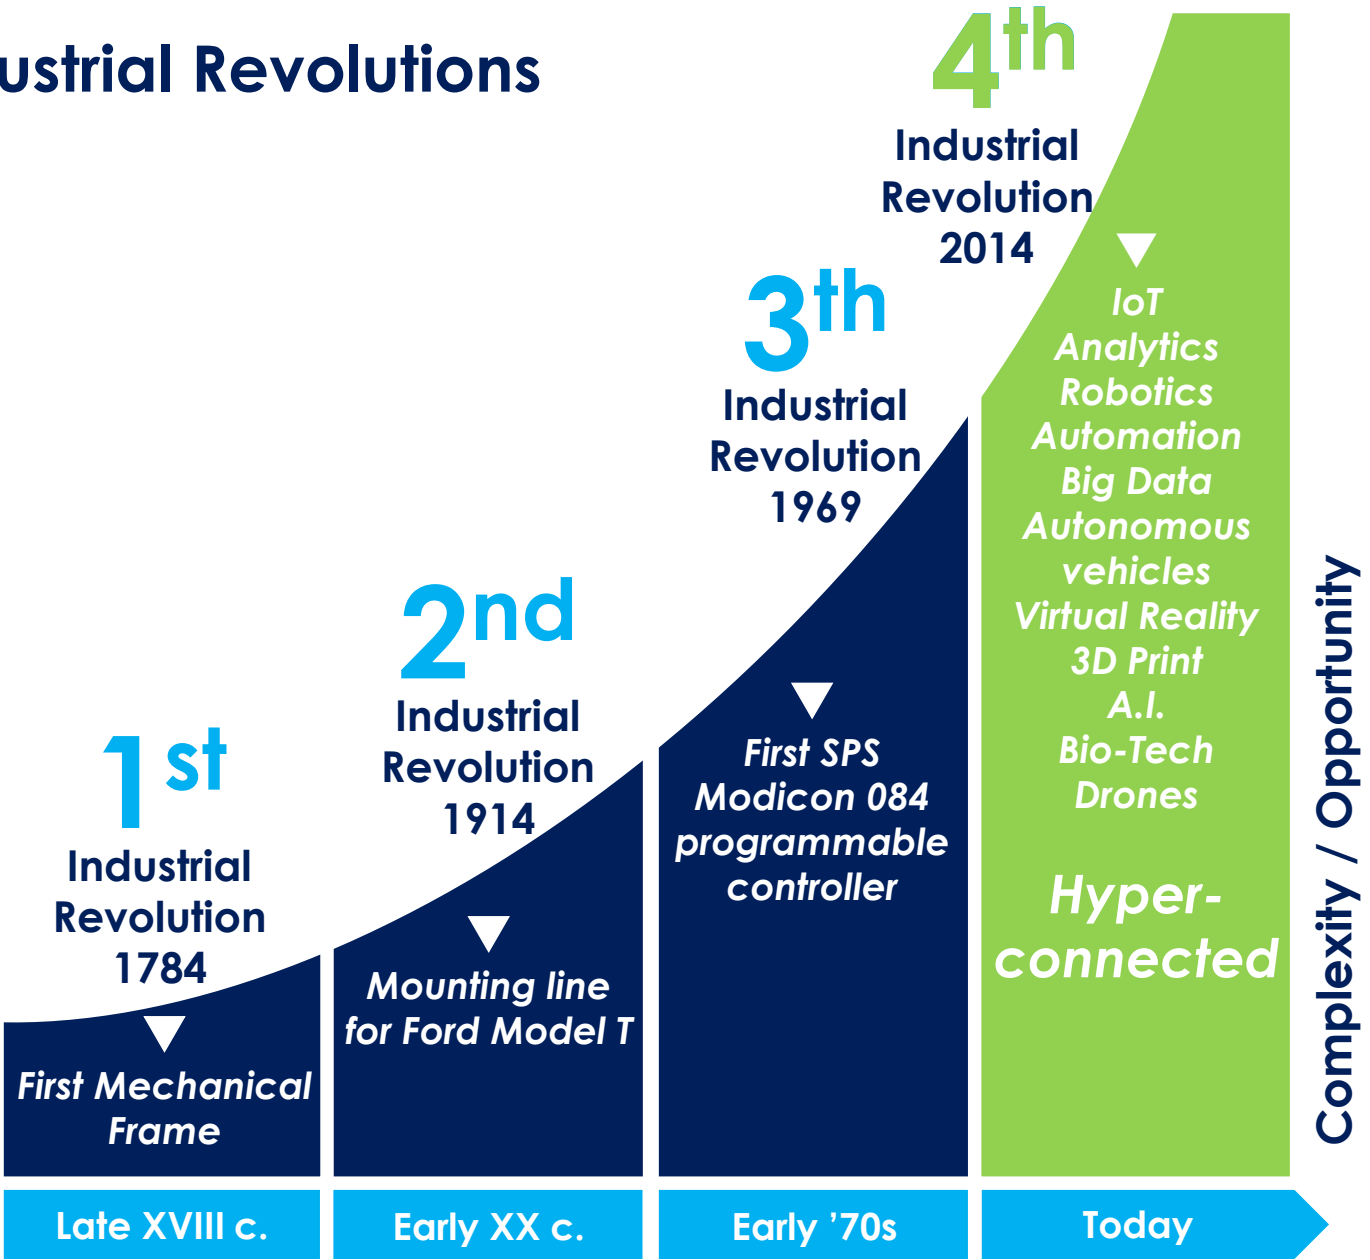 ustrial Revolutions
1st
Industrial
Revolution
1784
First Mechanical
Frame
Late XVIII c.
2nd
Industrial
Revolution
1914
Mounting line
for Ford Model T
Early XX c.
3th
Industrial
Revolution
1969
First SPS
Modicon 084
programmable
controller
Early ’70s
4th
Industrial
Revolution
2014
IoT
Analytics
Robotics
Automation
Big Data
Autonomous
vehicles
Virtual Reality
3D Print
A.I.
Bio-Tech
Drones
Hyper-
connected
Today
Complexity / Opportunity